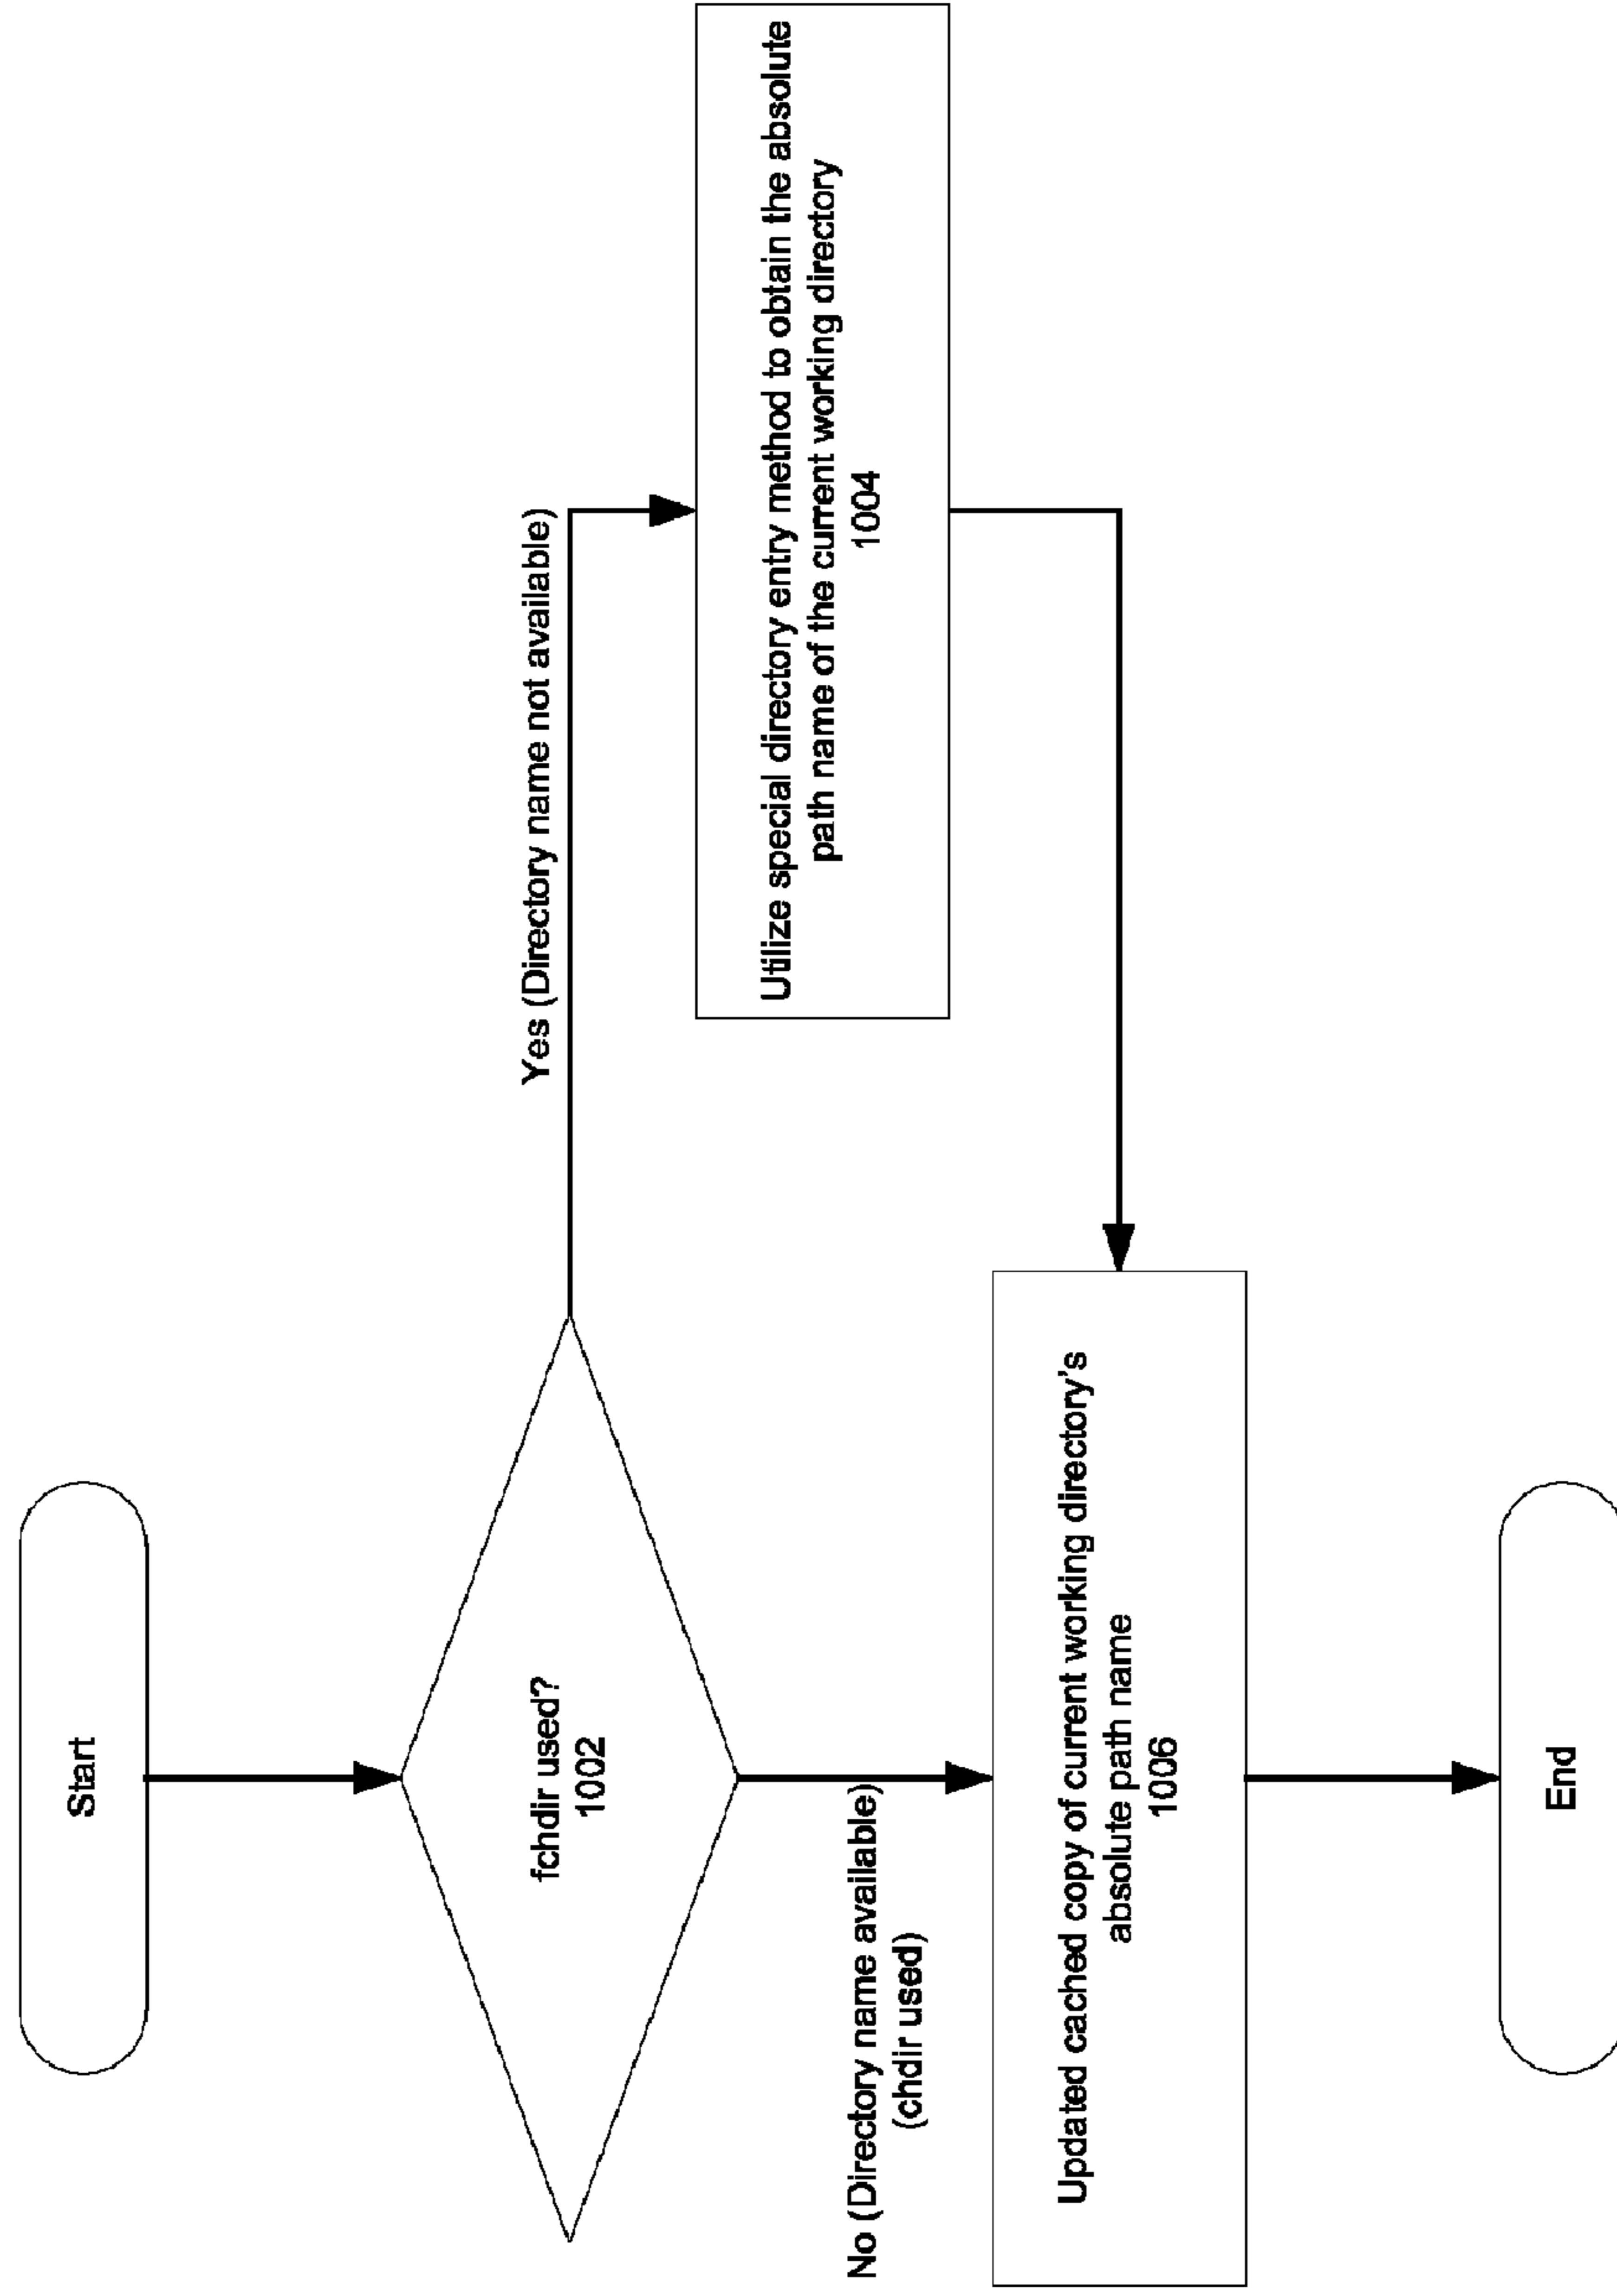 Start
fchdir used?
1002
Yes (Directory name not available)
Utilize special directory entry method to obtain the absolute
path name of the current working directory
1004
No (Directory name available)
(chdir used)
Updated cached copy of current working directory's
absolute path name
1006
End